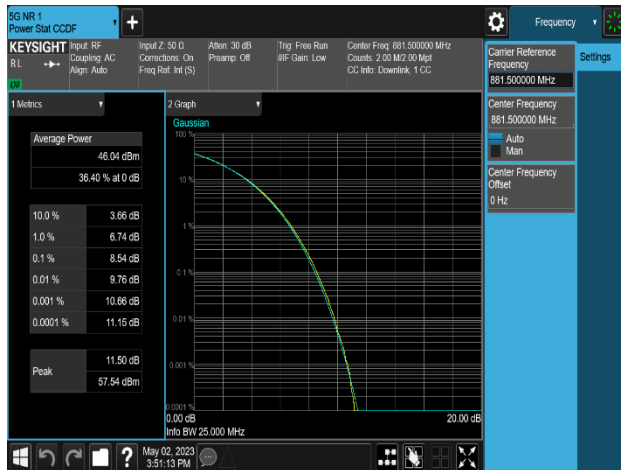 5G NR 1
Power Stat CCDF
Frequency
KEYSIGHT
Input: RF
Input Z: 50 Ω
Atten: 30 dB
Trig: Free Run
Center Freq: 881.500000 MHz
RL
Coupling: AC
Corrections: On
Preamp: Off
#IF Gain: Low
Counts: 2.00 M/2.00 Mpt
Align: Auto
Freq Ref: Int (S)
CC Info: Downlink, 1 CC
Carrier Reference
Frequency
881.500000 MHz
Settings
Center Frequency
881.500000 MHz
Auto
Man
Center Frequency
Offset
0 Hz
1 Metrics
2 Graph
Average Power
46.04 dBm
36.40 % at 0 dB
10.0 % 3.66 dB
1.0 % 6.74 dB
0.1 % 8.54 dB
0.01 % 9.76 dB
0.001 % 10.66 dB
0.0001 % 11.15 dB
Peak
11.50 dB
57.54 dBm
Gaussian
100 %
10 %
1 %
0.1 %
0.01 %
0.001 %
0.0001 %
0.00 dB
20.00 dB
Info BW 25.000 MHz
?
May 02, 2023
3:51:13 PM